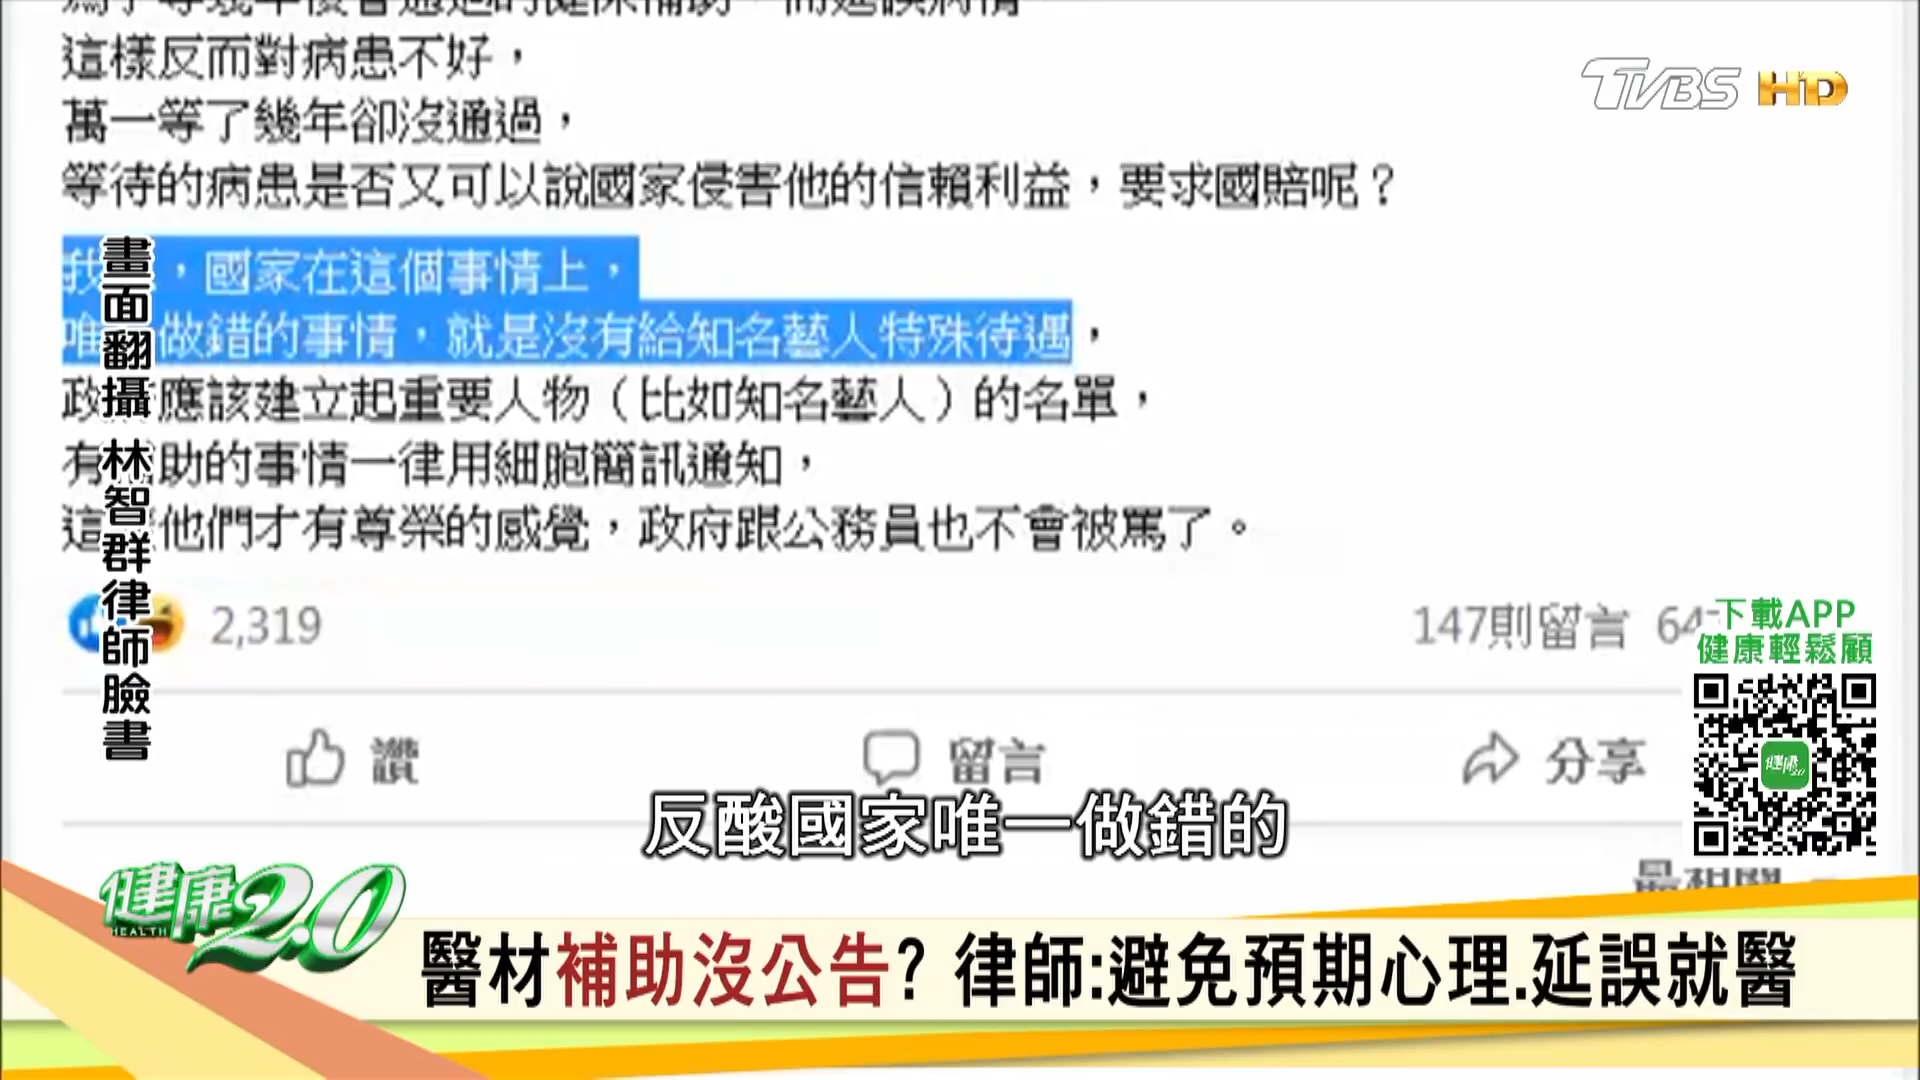 這樣反而對病患不好，
萬一等了幾年卻沒通過，
等待的病患是否又可以說國家侵害他的信賴利益，要求國賠呢？
我，國家在這個事情上，
唯做錯的事情，就是沒有給知名藝人特殊待遇，
政應該建立起重要人物（比如知名藝人）的名單，
有助的事情一律用細胞簡訊通知，
這他們才有尊榮的感覺，政府跟公務員也不會被罵了。
2,319
147則留言 64
讚
留言
分享
TVBS HD
畫面翻攝 林智群律師臉書
下載APP
健康輕鬆顧
健康2.0
反酸國家唯一做錯的
健康2.0
HEALTH
醫材補助沒公告? 律師:避免預期心理.延誤就醫